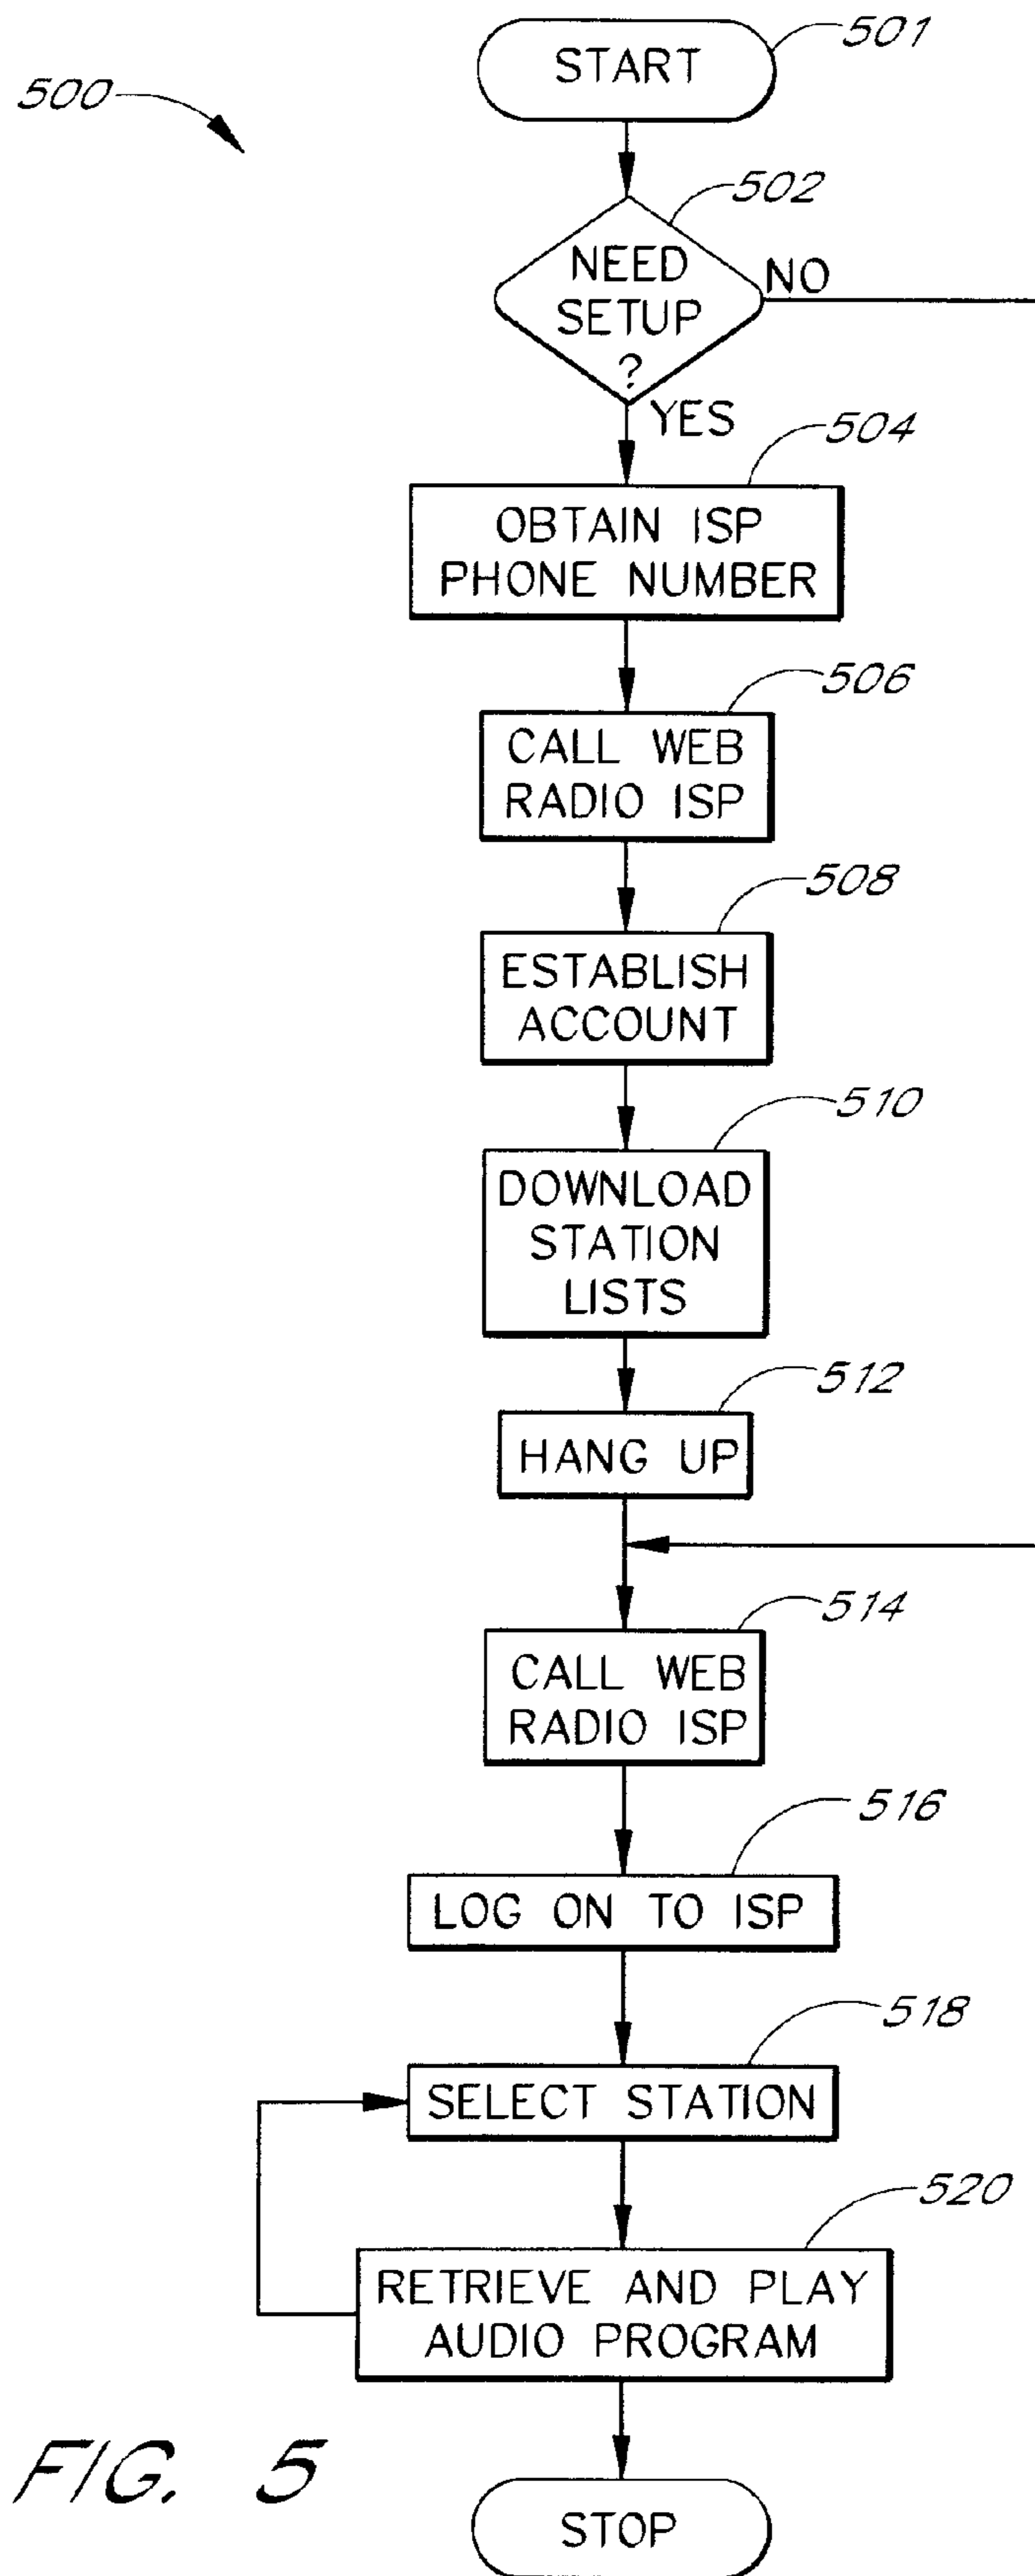 501
START
500
502
NEED
SETUP
?
NO
YES
504
OBTAIN ISP
PHONE NUMBER
506
CALL WEB
RADIO ISP
508
ESTABLISH
ACCOUNT
510
DOWNLOAD
STATION
LISTS
512
HANG UP
514
CALL WEB
RADIO ISP
516
LOG ON TO ISP
518
SELECT STATION
520
RETRIEVE AND PLAY
AUDIO PROGRAM
FIG. 5
STOP